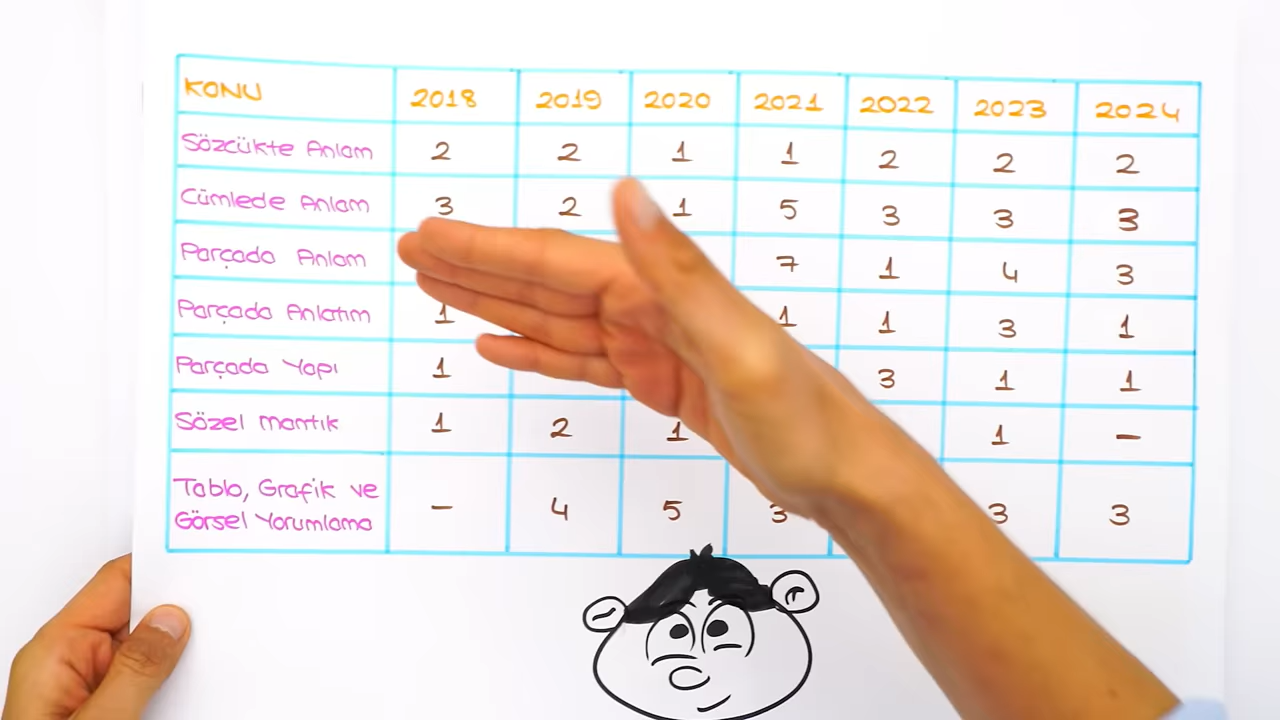 KONU 2018 2019 2020 2021 2022 2023 2024
Sözcükte Anlam 2 2 1 1 2 2 2
Cümlede Anlam 3 2 1 5 3 3 3
Parçada Anlam 7 1 4 3
Parçada Anlatım 1 1 1 3 1
Parçada Yapı 1 3 1 1
Sözel Mantık 1 2 1 1 -
Tablo, Grafik ve
Görsel Yorumlama - 4 5 3 3 3